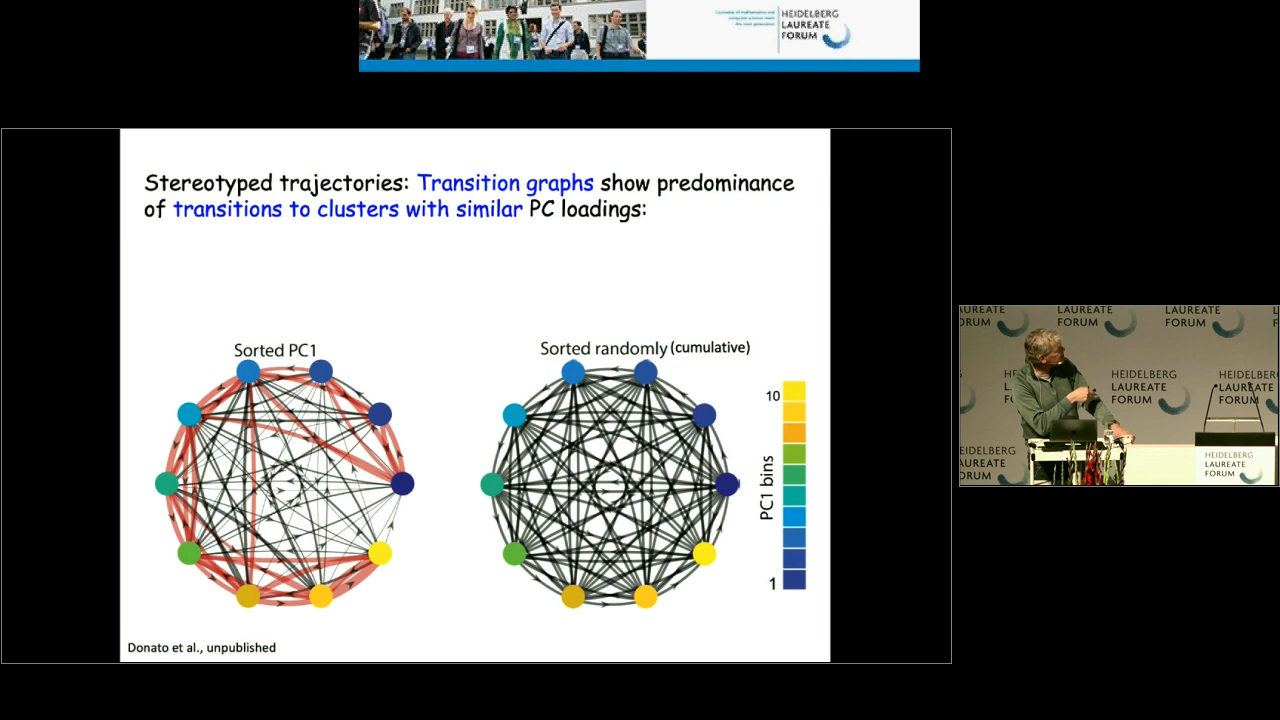 HEIDELBERG
LAUREATE
FORUM
Stereotyped trajectories: Transition graphs show predominance
of transitions to clusters with similar PC loadings:
Sorted PC1
Sorted randomly (cumulative)
10
PC1 bins
1
Donato et al., unpublished
LAUREATE
FORUM
LAUREATE
FORUM
HEIDELBERG
LAUREATE
FORUM
HEIDELBERG
LAUREATE
FORUM
HEIDELBERG
LAUREATE
FORUM